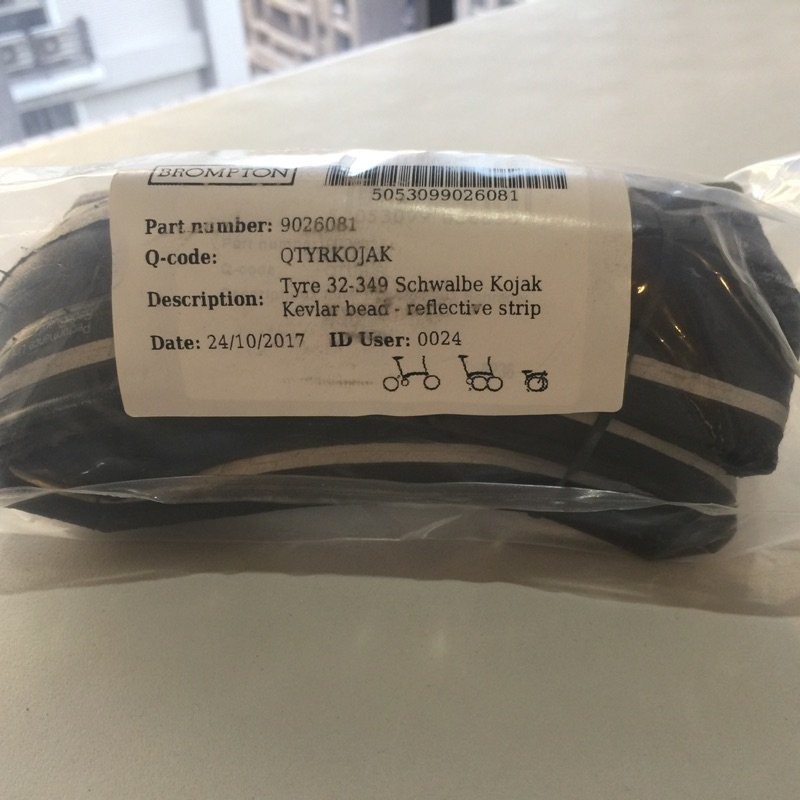 BROMPTON
5053099026081
Part number: 9026081
Q-code: QTYRKOJAK
Description: Tyre 32-349 Schwalbe Kojak
Kevlar bead - reflective strip
Date: 24/10/2017 ID User: 0024